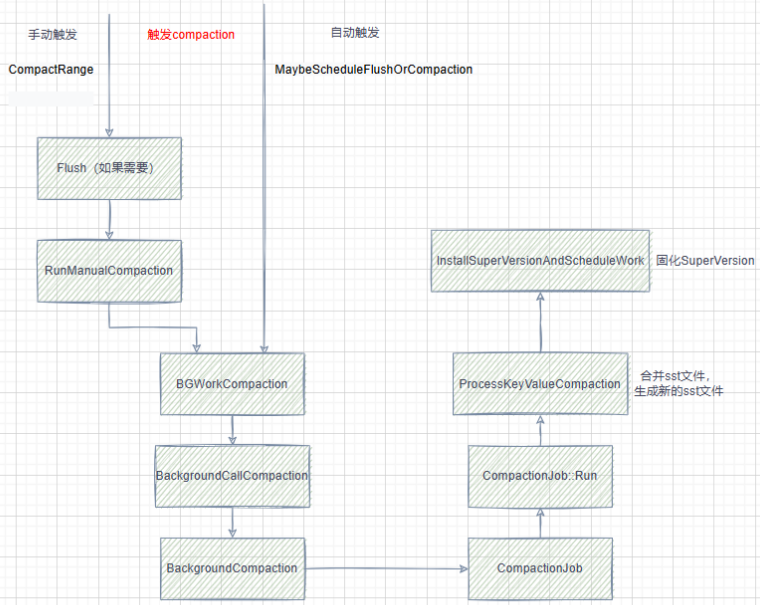 手动触发
触发compaction
自动触发
CompactRange
MaybeScheduleFlushOrCompaction
Flush（如果需要）
RunManualCompaction
BGWorkCompaction
BackgroundCallCompaction
BackgroundCompaction
CompactionJob
CompactionJob::Run
ProcessKeyValueCompaction
合并sst文件，
生成新的sst文件
InstallSuperVersionAndScheduleWork
固化SuperVersion